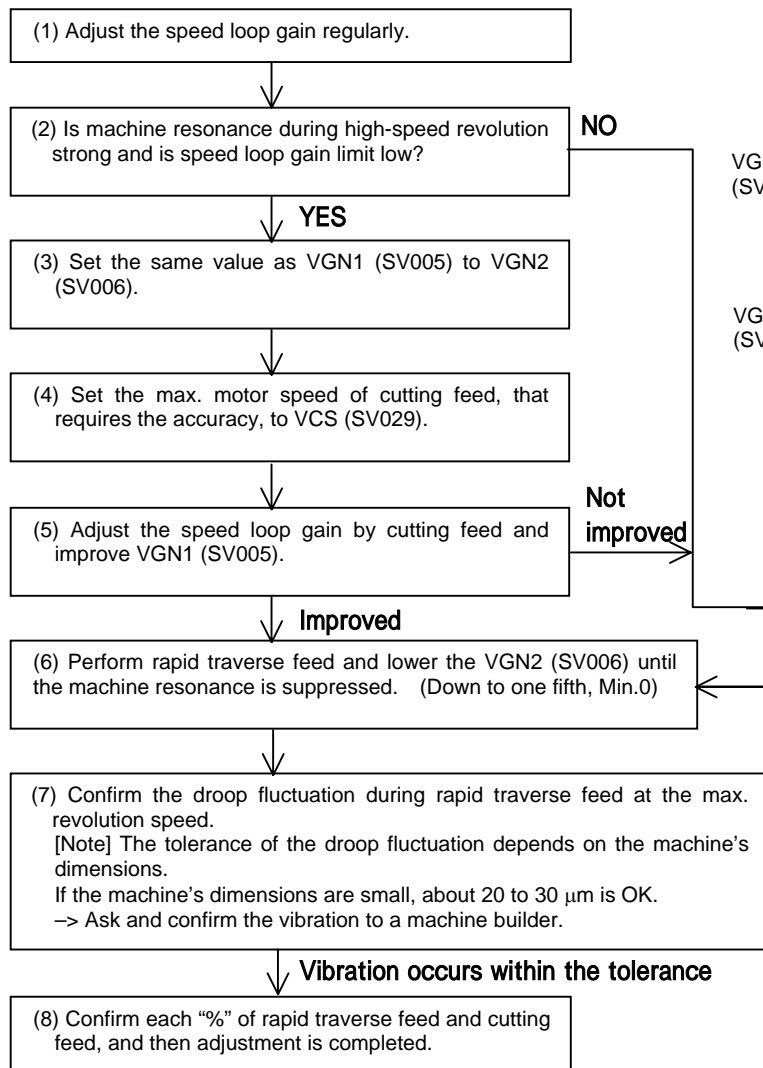 (1) Adjust the speed loop gain regularly.
(2) Is machine resonance during high-speed revolution
strong and is speed loop gain limit low?
NO
VG
(SV
YES
(3) Set the same value as VGN1 (SV005) to VGN2
(SV006).
VG
(SV
(4) Set the max. motor speed of cutting feed, that
requires the accuracy, to VCS (SV029).
Not
improved
(5) Adjust the speed loop gain by cutting feed and
improve VGN1 (SV005).
Improved
(6) Perform rapid traverse feed and lower the VGN2 (SV006) until
the machine resonance is suppressed. (Down to one fifth, Min.0)
(7) Confirm the droop fluctuation during rapid traverse feed at the max.
revolution speed.
[Note] The tolerance of the droop fluctuation depends on the machine's
dimensions.
If the machine's dimensions are small, about 20 to 30 μm is OK.
–> Ask and confirm the vibration to a machine builder.
Vibration occurs within the tolerance
(8) Confirm each “%” of rapid traverse feed and cutting
feed, and then adjustment is completed.